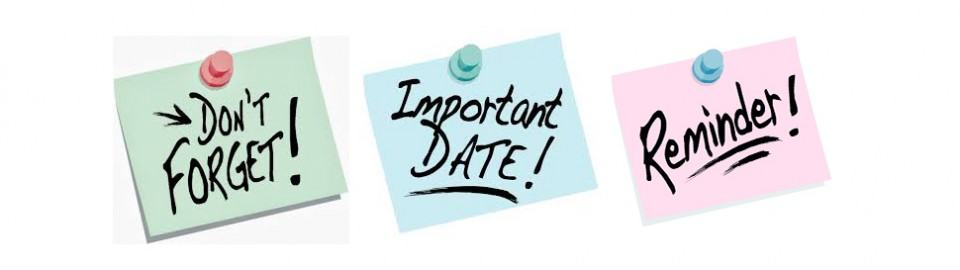 DON'T
FORGET!
Important
DATE!
Reminder!